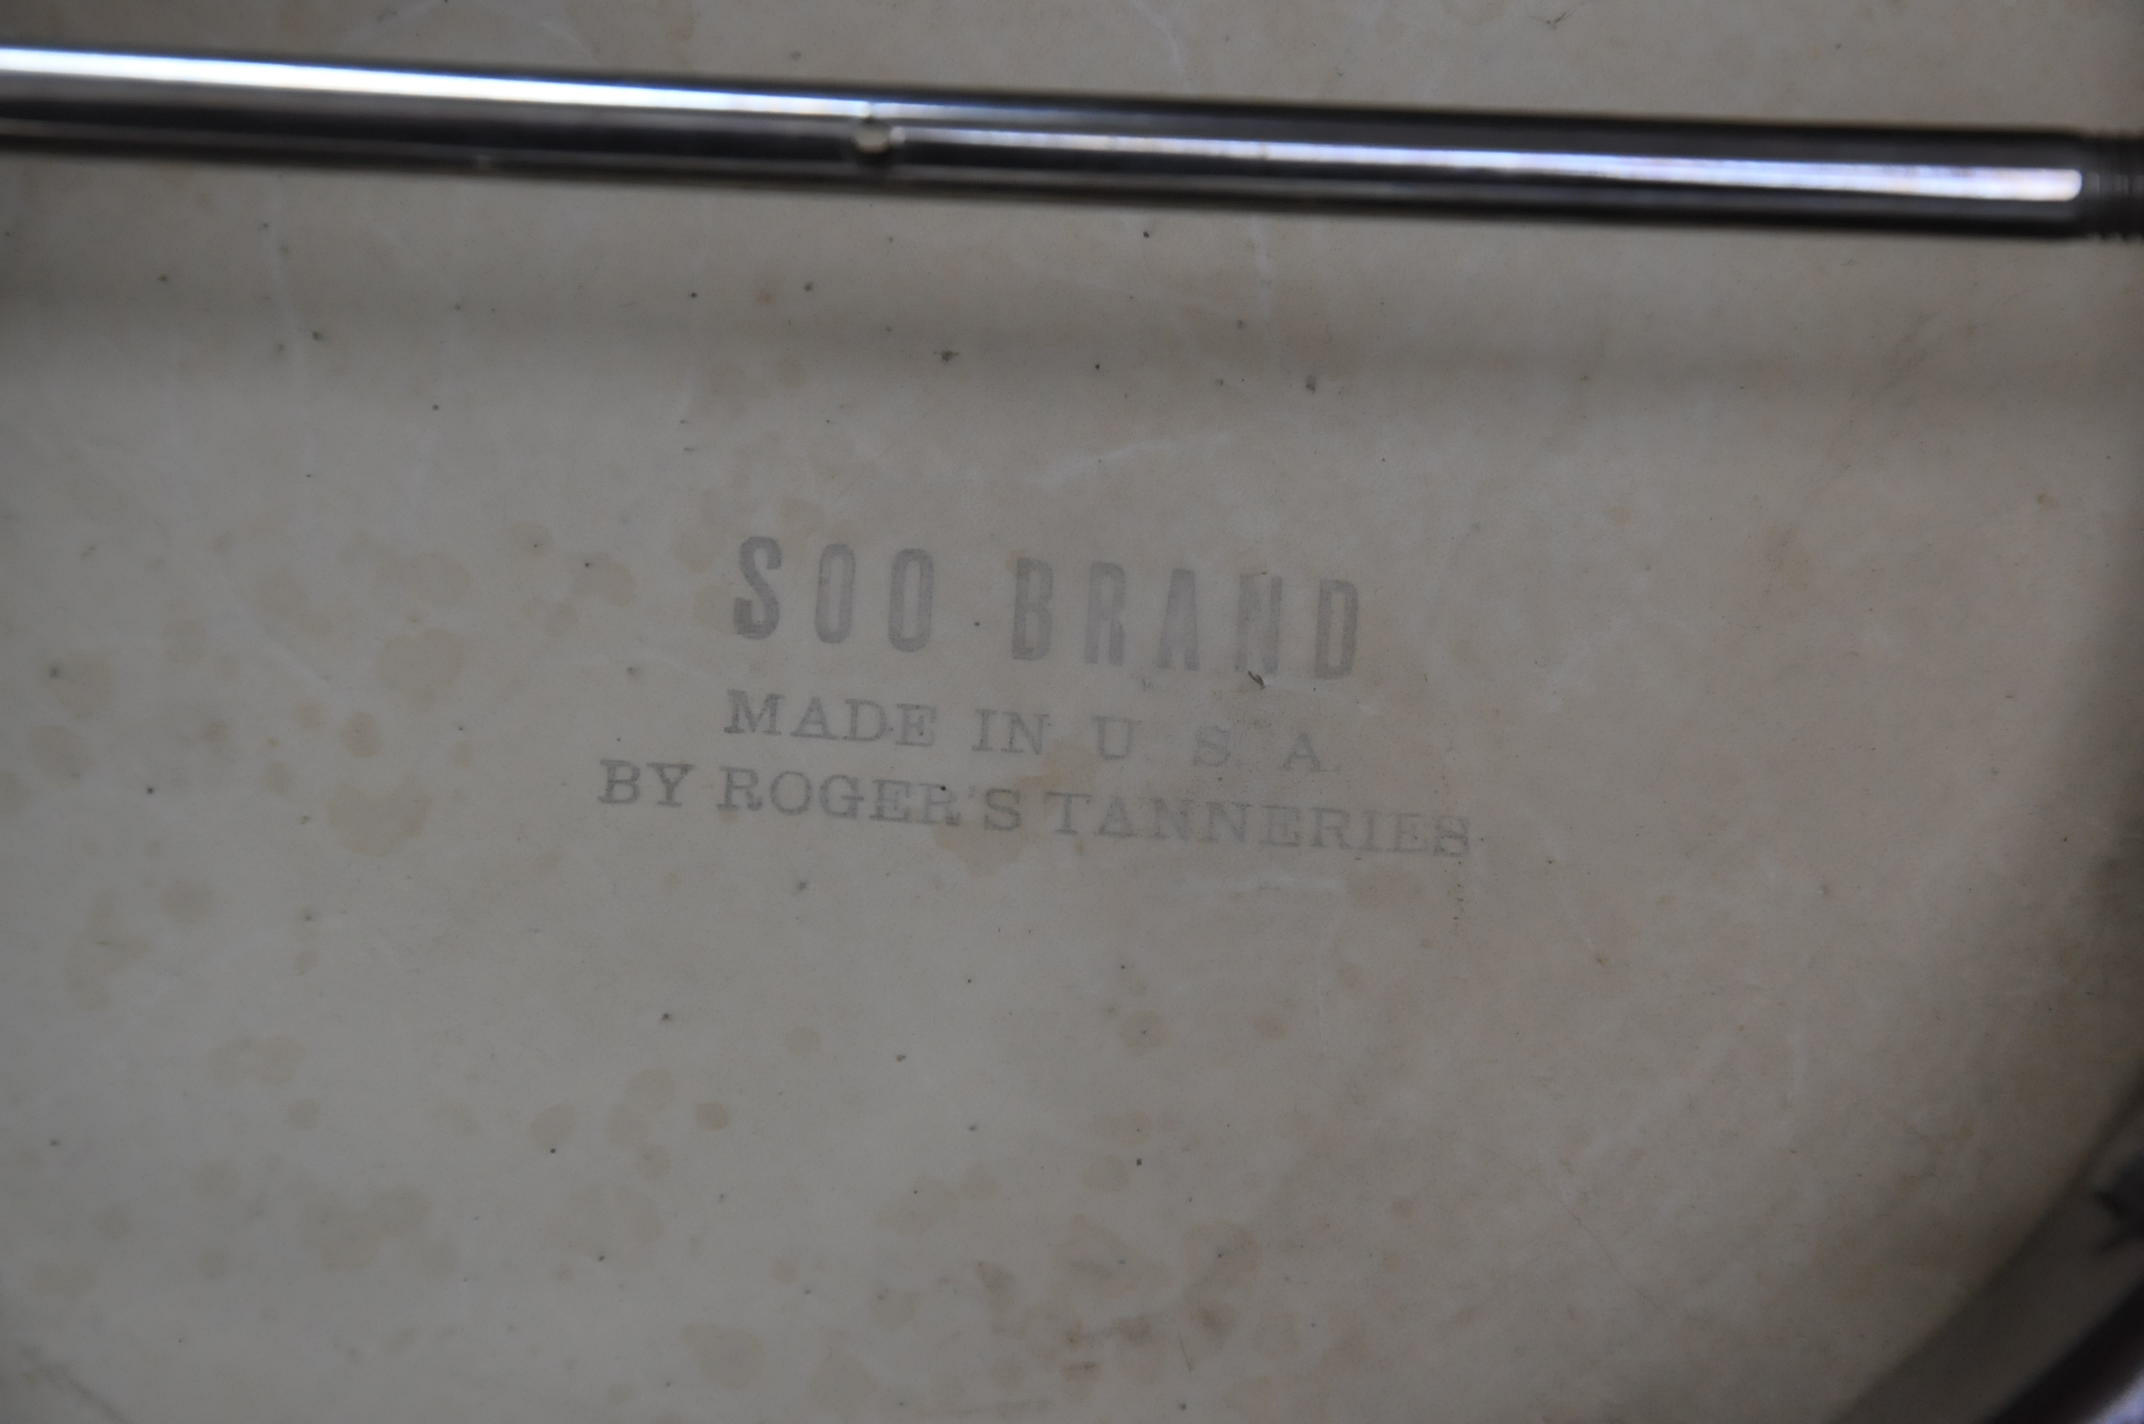 SOO BRAND
MADE IN U. S. A.
BY ROGER'S TANNERIES